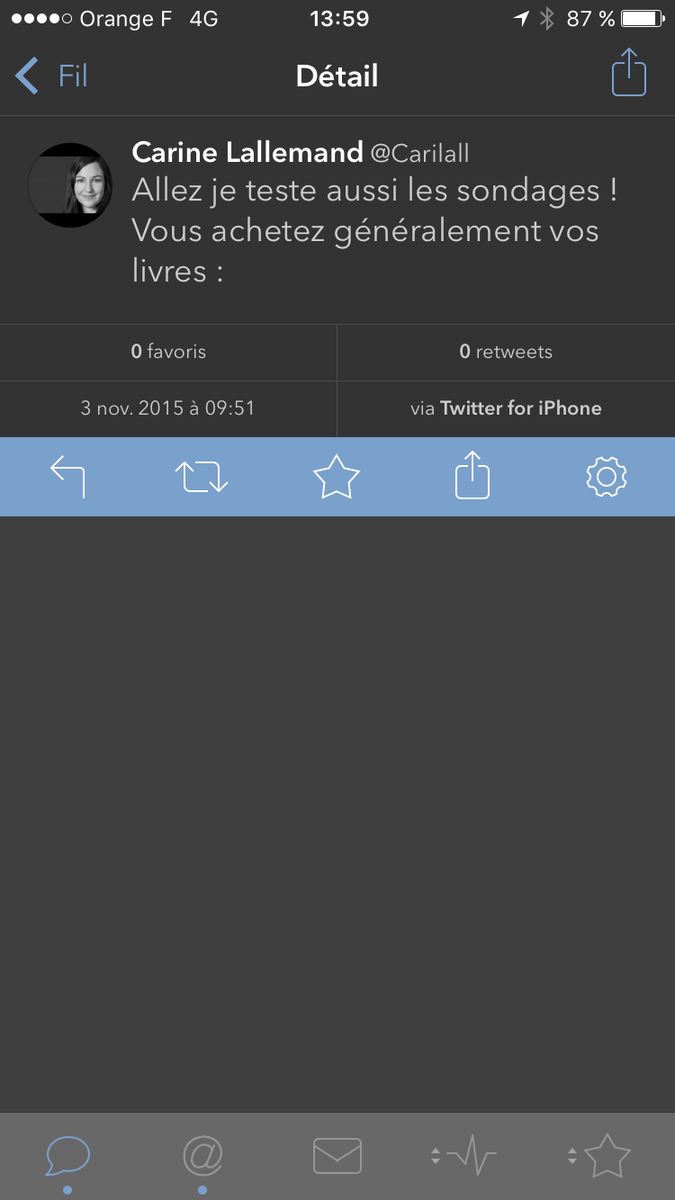 Orange F 4G 13:59 87 %
Fil Détail
Carine Lallemand @Carilall
Allez je teste aussi les sondages !
Vous achetez généralement vos
livres :
0 favoris 0 retweets
3 nov. 2015 à 09:51 via Twitter for iPhone
@